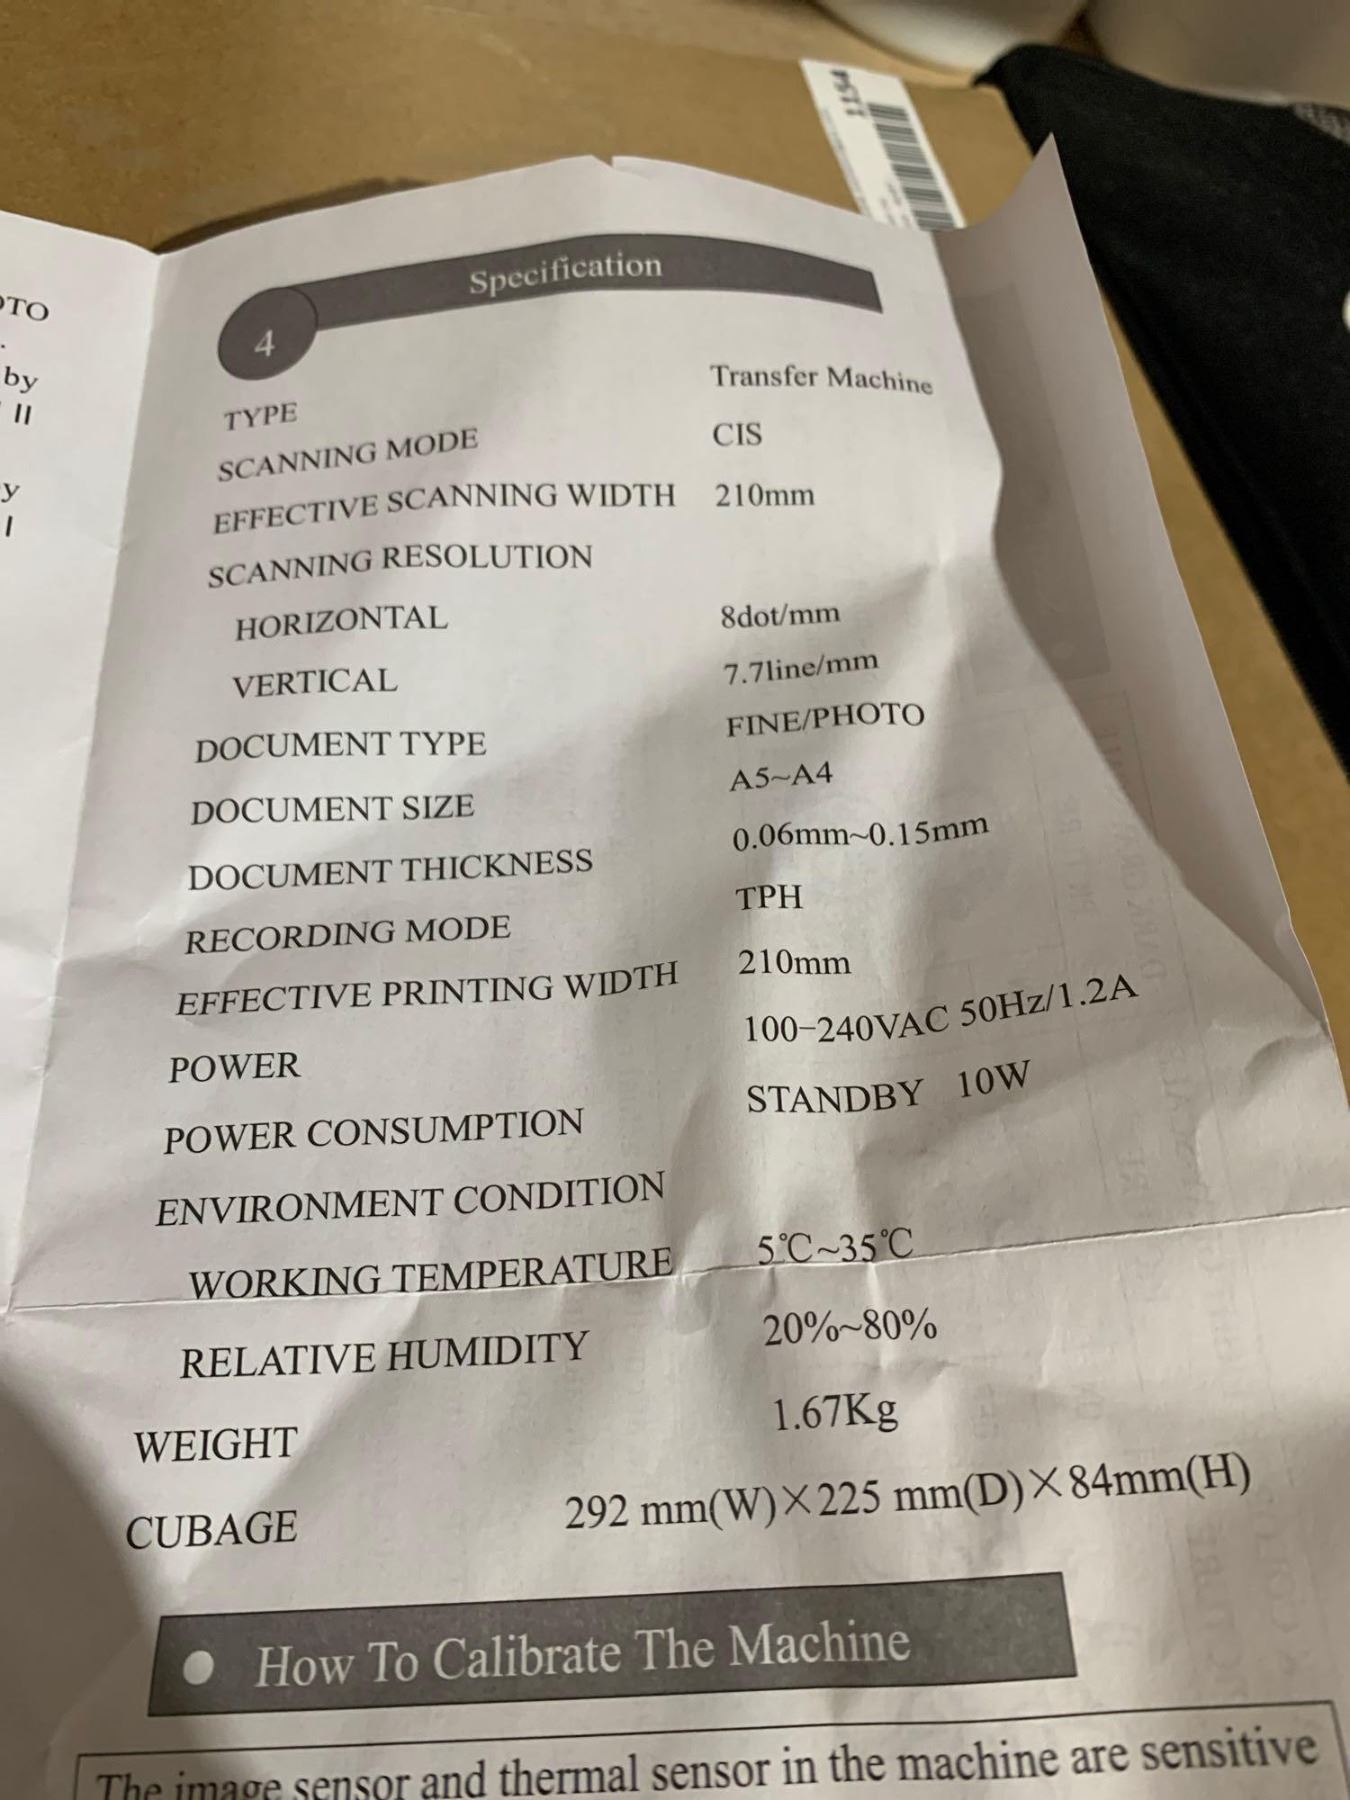 1154
OTO
by
II
y
I
4
Specification
TYPE Transfer Machine
SCANNING MODE CIS
EFFECTIVE SCANNING WIDTH 210mm
SCANNING RESOLUTION
HORIZONTAL 8dot/mm
VERTICAL 7.7line/mm
DOCUMENT TYPE FINE/PHOTO
DOCUMENT SIZE A5~A4
DOCUMENT THICKNESS 0.06mm~0.15mm
RECORDING MODE TPH
EFFECTIVE PRINTING WIDTH 210mm
POWER 100-240VAC 50Hz/1.2A
POWER CONSUMPTION STANDBY 10W
ENVIRONMENT CONDITION
WORKING TEMPERATURE 5℃~35℃
RELATIVE HUMIDITY 20%~80%
WEIGHT 1.67Kg
CUBAGE 292 mm(W)×225 mm(D)×84mm(H)
● How To Calibrate The Machine
The image sensor and thermal sensor in the machine are sensitive